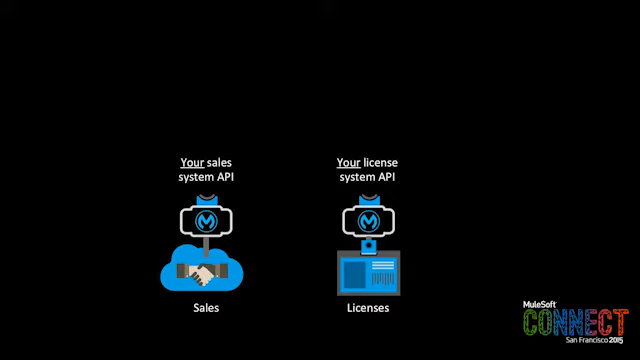 Your sales
system API
Your license
system API
Sales
Licenses
MuleSoft
CONNECT
San Francisco 2015